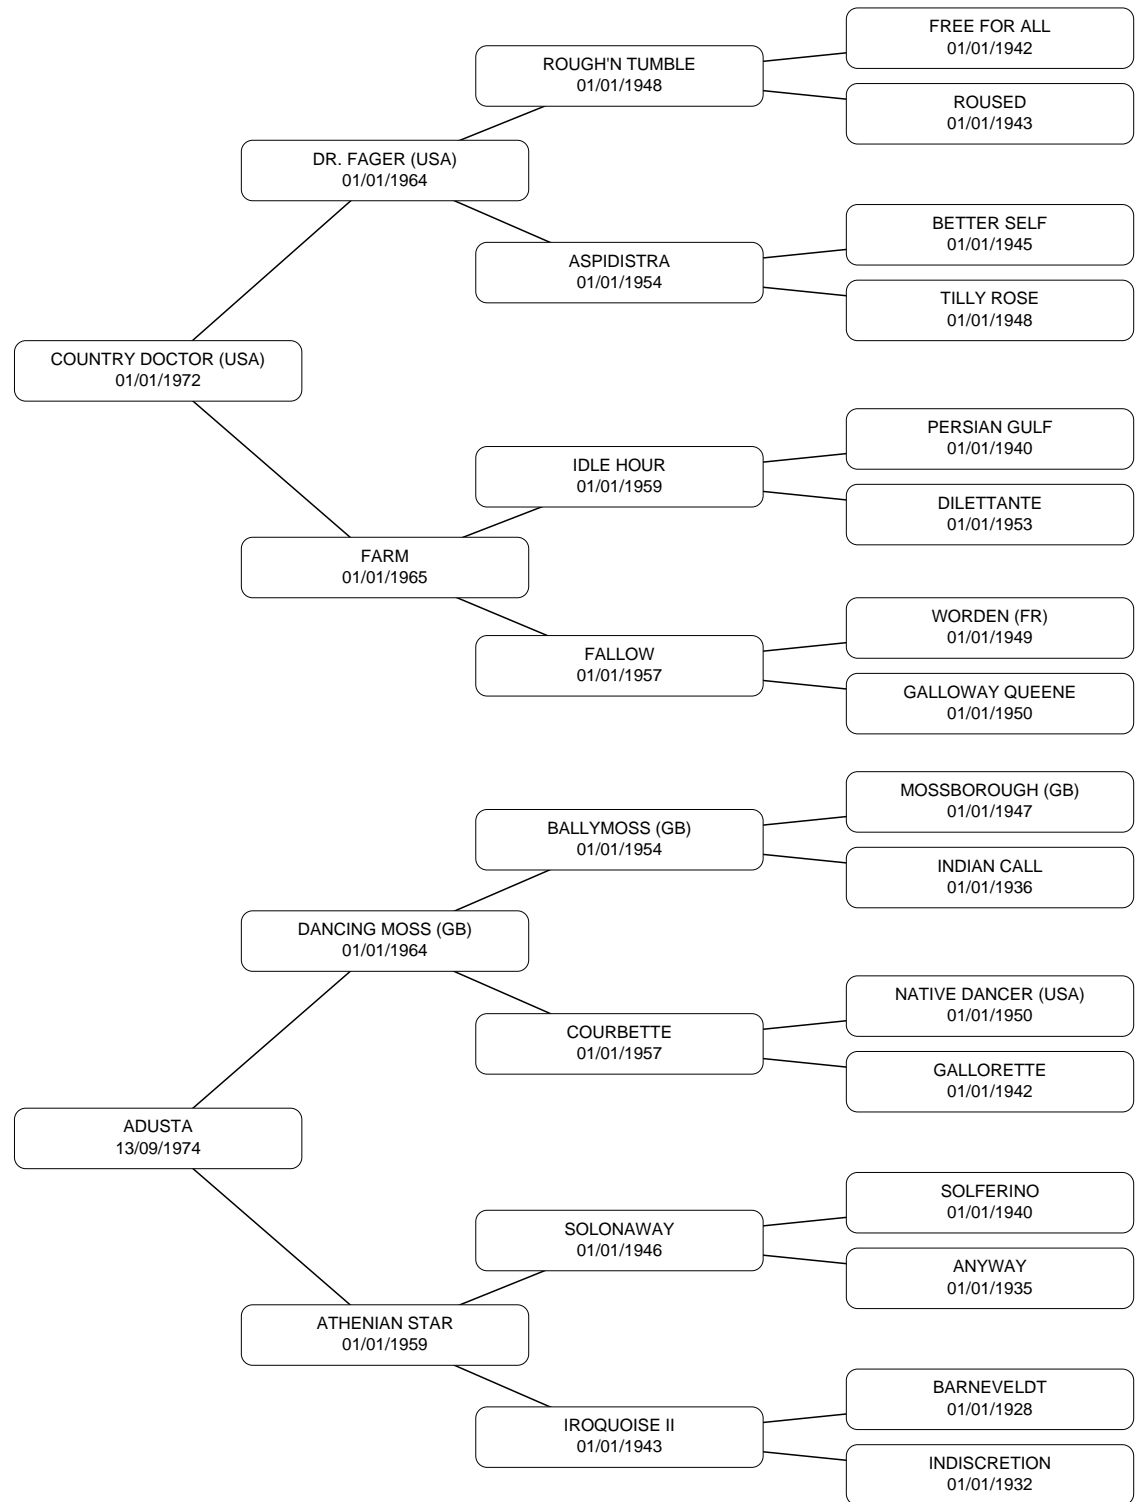 FREE FOR ALL
01/01/1942
ROUGH'N TUMBLE
01/01/1948
ROUSED
01/01/1943
DR. FAGER (USA)
01/01/1964
BETTER SELF
01/01/1945
ASPIDISTRA
01/01/1954
TILLY ROSE
01/01/1948
COUNTRY DOCTOR (USA)
01/01/1972
PERSIAN GULF
01/01/1940
IDLE HOUR
01/01/1959
DILETTANTE
01/01/1953
FARM
01/01/1965
WORDEN (FR)
01/01/1949
FALLOW
01/01/1957
GALLOWAY QUEENE
01/01/1950
MOSSBOROUGH (GB)
01/01/1947
BALLYMOSS (GB)
01/01/1954
INDIAN CALL
01/01/1936
DANCING MOSS (GB)
01/01/1964
NATIVE DANCER (USA)
01/01/1950
COURBETTE
01/01/1957
GALLORETTE
01/01/1942
ADUSTA
13/09/1974
SOLFERINO
01/01/1940
SOLONAWAY
01/01/1946
ANYWAY
01/01/1935
ATHENIAN STAR
01/01/1959
BARNEVELDT
01/01/1928
IROQUOISE II
01/01/1943
INDISCRETION
01/01/1932